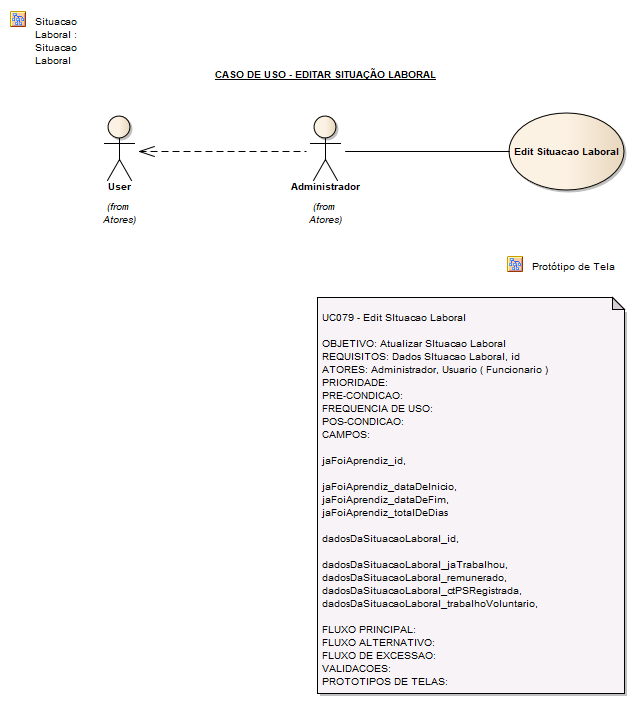 Situacao
Laboral :
Situacao
Laboral
CASO DE USO - EDITAR SITUAÇÃO LABORAL
User
(from
Atores)
Administrador
(from
Atores)
Edit Situacao Laboral
Protótipo de Tela
UC079 - Edit SItuacao Laboral
OBJETIVO: Atualizar SItuacao Laboral
REQUISITOS: Dados SItuacao Laboral, id
ATORES: Administrador, Usuario ( Funcionario )
PRIORIDADE:
PRE-CONDICAO:
FREQUENCIA DE USO:
POS-CONDICAO:
CAMPOS:
jaFoiAprendiz_id,
jaFoiAprendiz_dataDeInicio,
jaFoiAprendiz_dataDeFim,
jaFoiAprendiz_totalDeDias
dadosDaSituacaoLaboral_id,
dadosDaSituacaoLaboral_jaTrabalhou,
dadosDaSituacaoLaboral_remunerado,
dadosDaSituacaoLaboral_ctPSRegistrada,
dadosDaSituacaoLaboral_trabalhoVoluntario,
FLUXO PRINCIPAL:
FLUXO ALTERNATIVO:
FLUXO DE EXCESSAO:
VALIDACOES:
PROTOTIPOS DE TELAS: